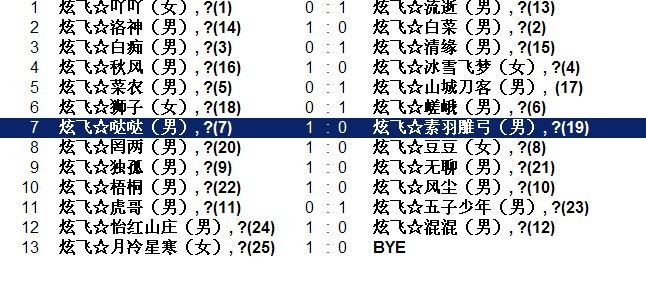 1 炫飞☆吖吖（女）, ?(1) 0 : 1 炫飞☆流逝（男）, ?(13)
2 炫飞☆洛神（男）, ?(14) 1 : 0 炫飞☆白菜（男）, ?(2)
3 炫飞☆白痴（男）, ?(3) 0 : 1 炫飞☆清缘（男）, ?(15)
4 炫飞☆秋风（男）, ?(16) 1 : 0 炫飞☆冰雪飞梦（女）, ?(4)
5 炫飞☆菜农（男）, ?(5) 0 : 1 炫飞☆山城刀客（男）, (17)
6 炫飞☆狮子（女）, ?(18) 0 : 1 炫飞☆嵯峨（男）, ?(6)
7 炫飞☆哒哒（男）, ?(7) 1 : 0 炫飞☆素羽雕弓（男）, ?(19)
8 炫飞☆罔两（男）, ?(20) 1 : 0 炫飞☆豆豆（女）, ?(8)
9 炫飞☆独孤（男）, ?(9) 1 : 0 炫飞☆无聊（男）, ?(21)
10 炫飞☆梧桐（男）, ?(22) 1 : 0 炫飞☆风尘（男）, ?(10)
11 炫飞☆虎哥（男）, ?(11) 0 : 1 炫飞☆五子少年（男）, ?(23)
12 炫飞☆怡红山庄（男）, ?(24) 1 : 0 炫飞☆混混（男）, ?(12)
13 炫飞☆月冷星寒（女）, ?(25) 1 : 0 BYE